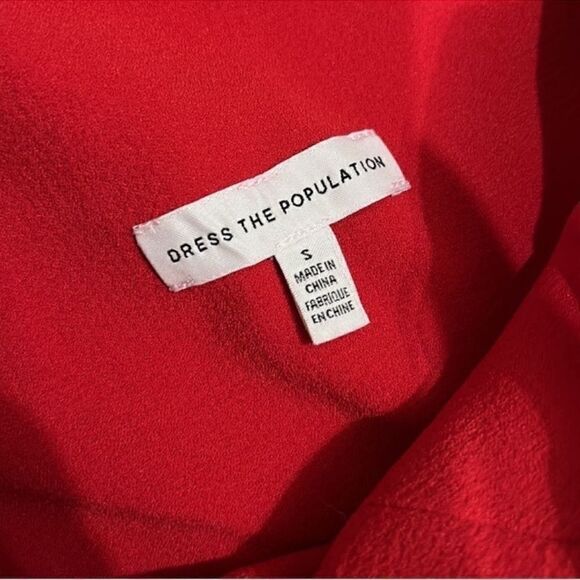 DRESS THE POPULATION
S
MADE IN
CHINA
FABRIQUE
EN CHINE